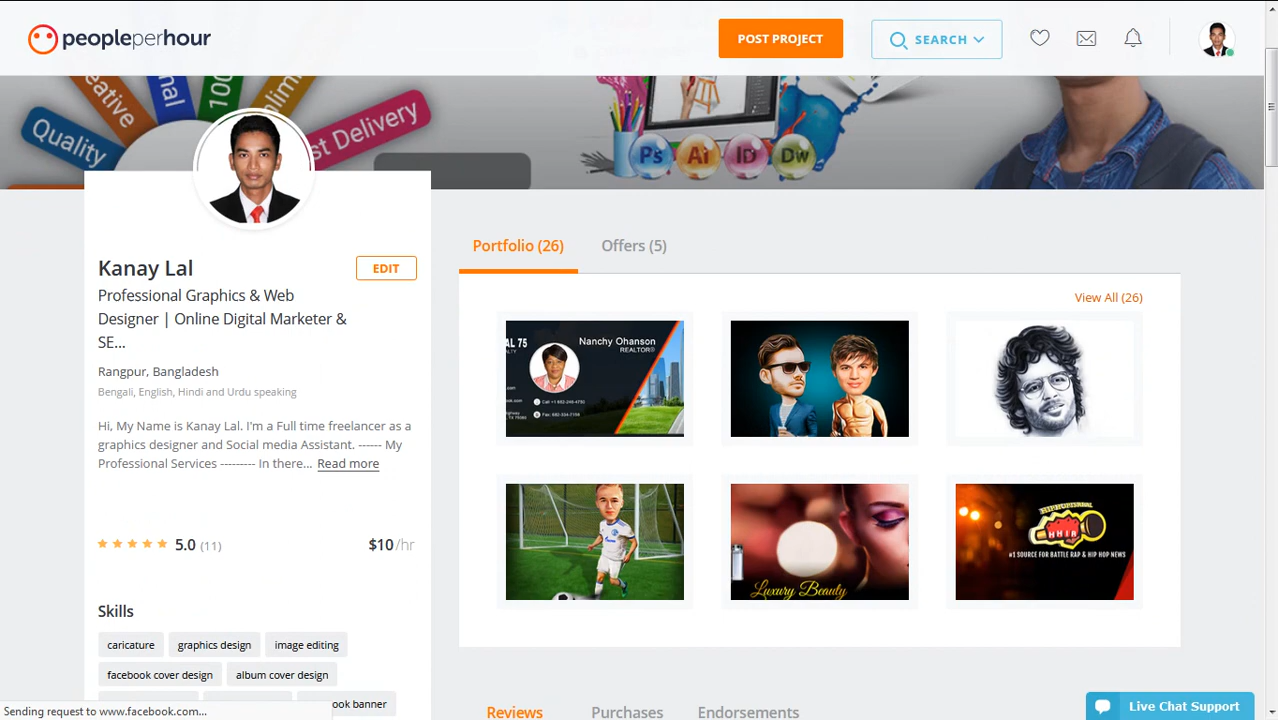 peopleperhour
POST PROJECT
SEARCH
Quality
Fast Delivery
Ps
Ai
ID
Dw
Kanay Lal
EDIT
Professional Graphics & Web
Designer | Online Digital Marketer &
SE...
Rangpur, Bangladesh
Bengali, English, Hindi and Urdu speaking
Hi, My Name is Kanay Lal. I'm a Full time freelancer as a
graphics designer and Social media Assistant. ------ My
Professional Services --------- In there... Read more
5.0 (11)
$10/hr
Skills
caricature
graphics design
image editing
facebook cover design
album cover design
Portfolio (26)
Offers (5)
View All (26)
Nanchy Ohanson
REALTOR®
Luxury Beauty
#1 SOURCE FOR BATTLE RAP & HIP HOP NEWS
Reviews
Purchases
Endorsements
Sending request to www.facebook.com...
Live Chat Support